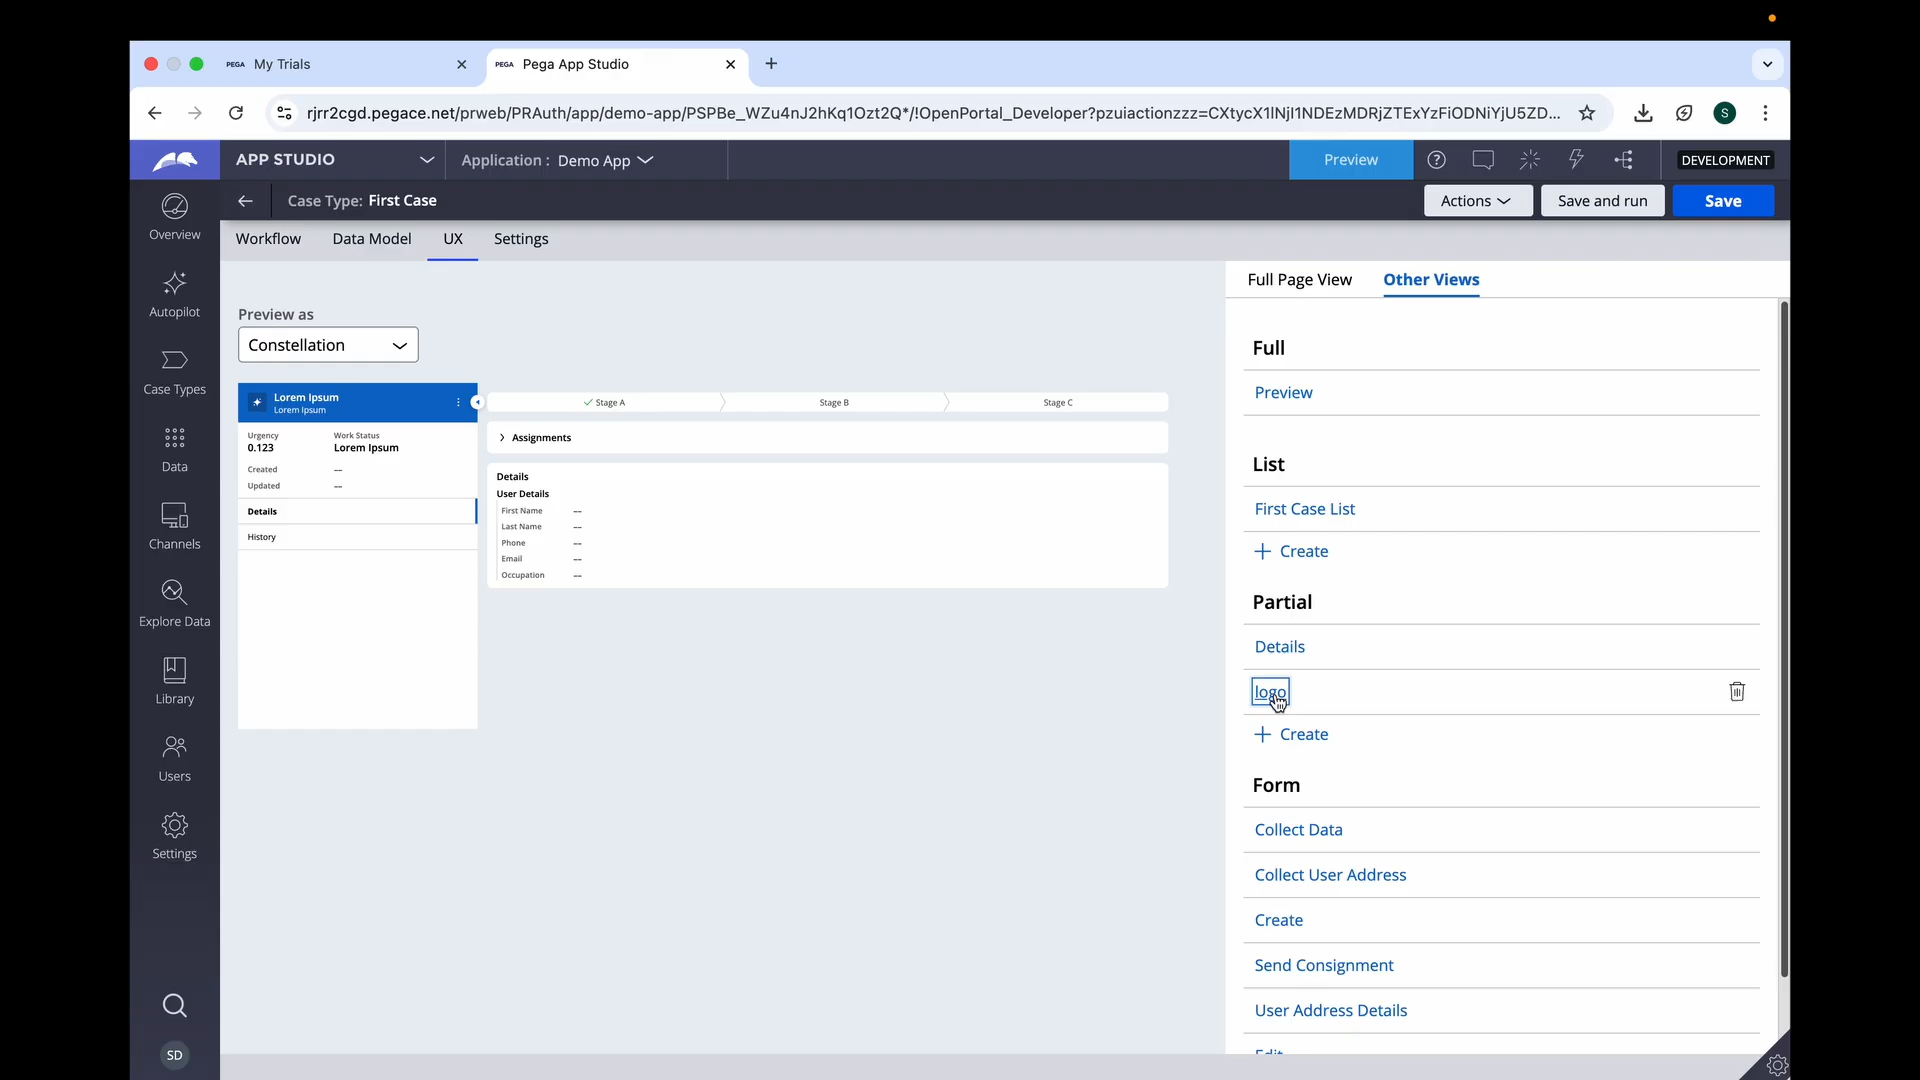 PEGA My Trials
PEGA Pega App Studio
rjrr2cgd.pegace.net/prweb/PRAuth/app/demo-app/PSPBe_WZu4nJ2hKq1Ozt2Q*/!OpenPortal_Developer?pzuiactionzzz=CXtycX1lNjI1NDEzMDRjZTExYzFiODNiYjU5ZD...
S
APP STUDIO
Application : Demo App
Preview
DEVELOPMENT
Case Type: First Case
Actions
Save and run
Save
Overview
Autopilot
Case Types
Data
Channels
Explore Data
Library
Users
Settings
SD
Workflow
Data Model
UX
Settings
Preview as
Constellation
Lorem Ipsum
Lorem Ipsum
Urgency
0.123
Work Status
Lorem Ipsum
Created ––
Updated ––
Details
History
Stage A
Stage B
Stage C
Assignments
Details
User Details
First Name ––
Last Name ––
Phone ––
Email ––
Occupation ––
Full Page View
Other Views
Full
Preview
List
First Case List
+ Create
Partial
Details
logo
+ Create
Form
Collect Data
Collect User Address
Create
Send Consignment
User Address Details
Edit